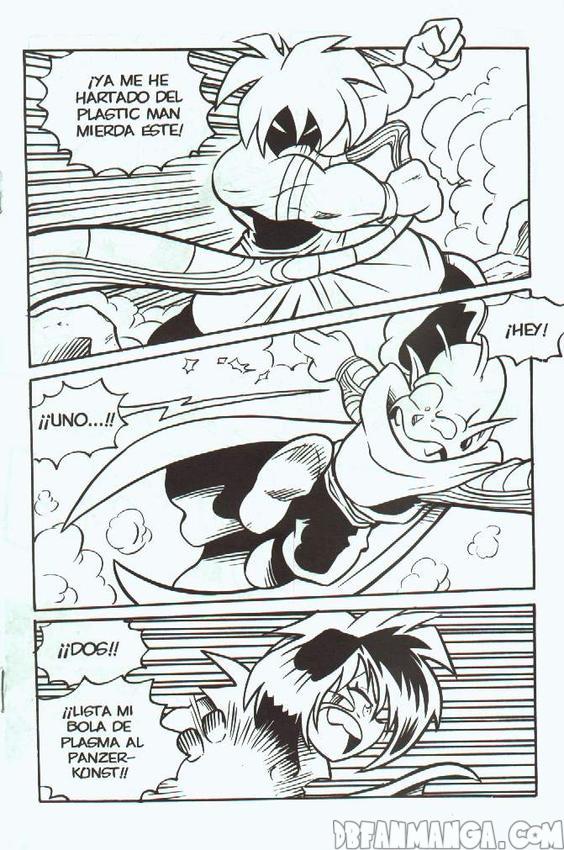 ¡YA ME HE
HARTADO DEL
PLASTIC MAN
MIERDA ESTE!
¡HEY!
¡¡UNO...!!
¡¡DOS!!
¡¡LISTA MI
BOLA DE
PLASMA AL
PANZER-
KONST!!
DBFANMANGA.COM